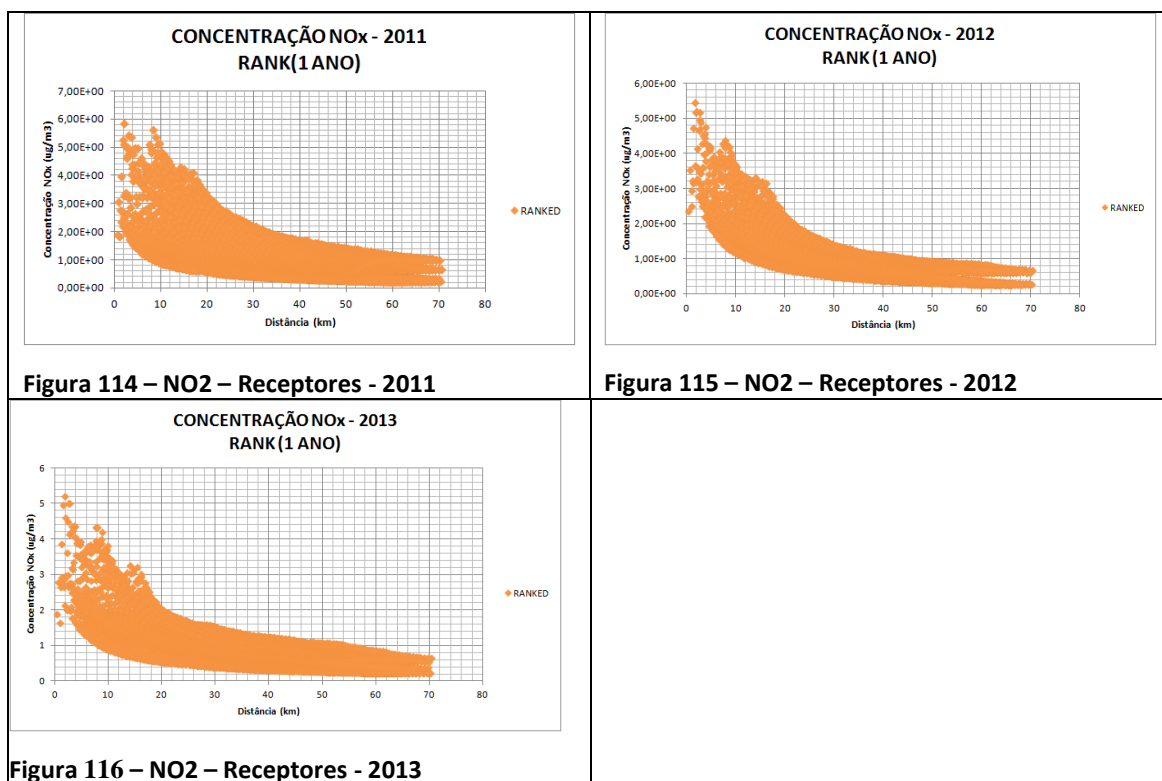 CONCENTRAÇÃO NOx - 2011
RANK(1 ANO)
Concentração NOx (ug/m3)
7,00E+00
6,00E+00
5,00E+00
4,00E+00
3,00E+00
2,00E+00
1,00E+00
0,00E+00
0 10 20 30 40 50 60 70 80
Distância (km)
RANKED
Figura 114 – NO2 – Receptores - 2011
CONCENTRAÇÃO NOx - 2012
RANK(1 ANO)
Concentração NOx (ug/m3)
6,00E+00
5,00E+00
4,00E+00
3,00E+00
2,00E+00
1,00E+00
0,00E+00
0 10 20 30 40 50 60 70 80
Distância (km)
RANKED
Figura 115 – NO2 – Receptores - 2012
CONCENTRAÇÃO NOx - 2013
RANK (1 ANO)
Concentração NOx (ug/m3)
6
5
4
3
2
1
0
0 10 20 30 40 50 60 70 80
Distância (km)
RANKED
Figura 116 – NO2 – Receptores - 2013